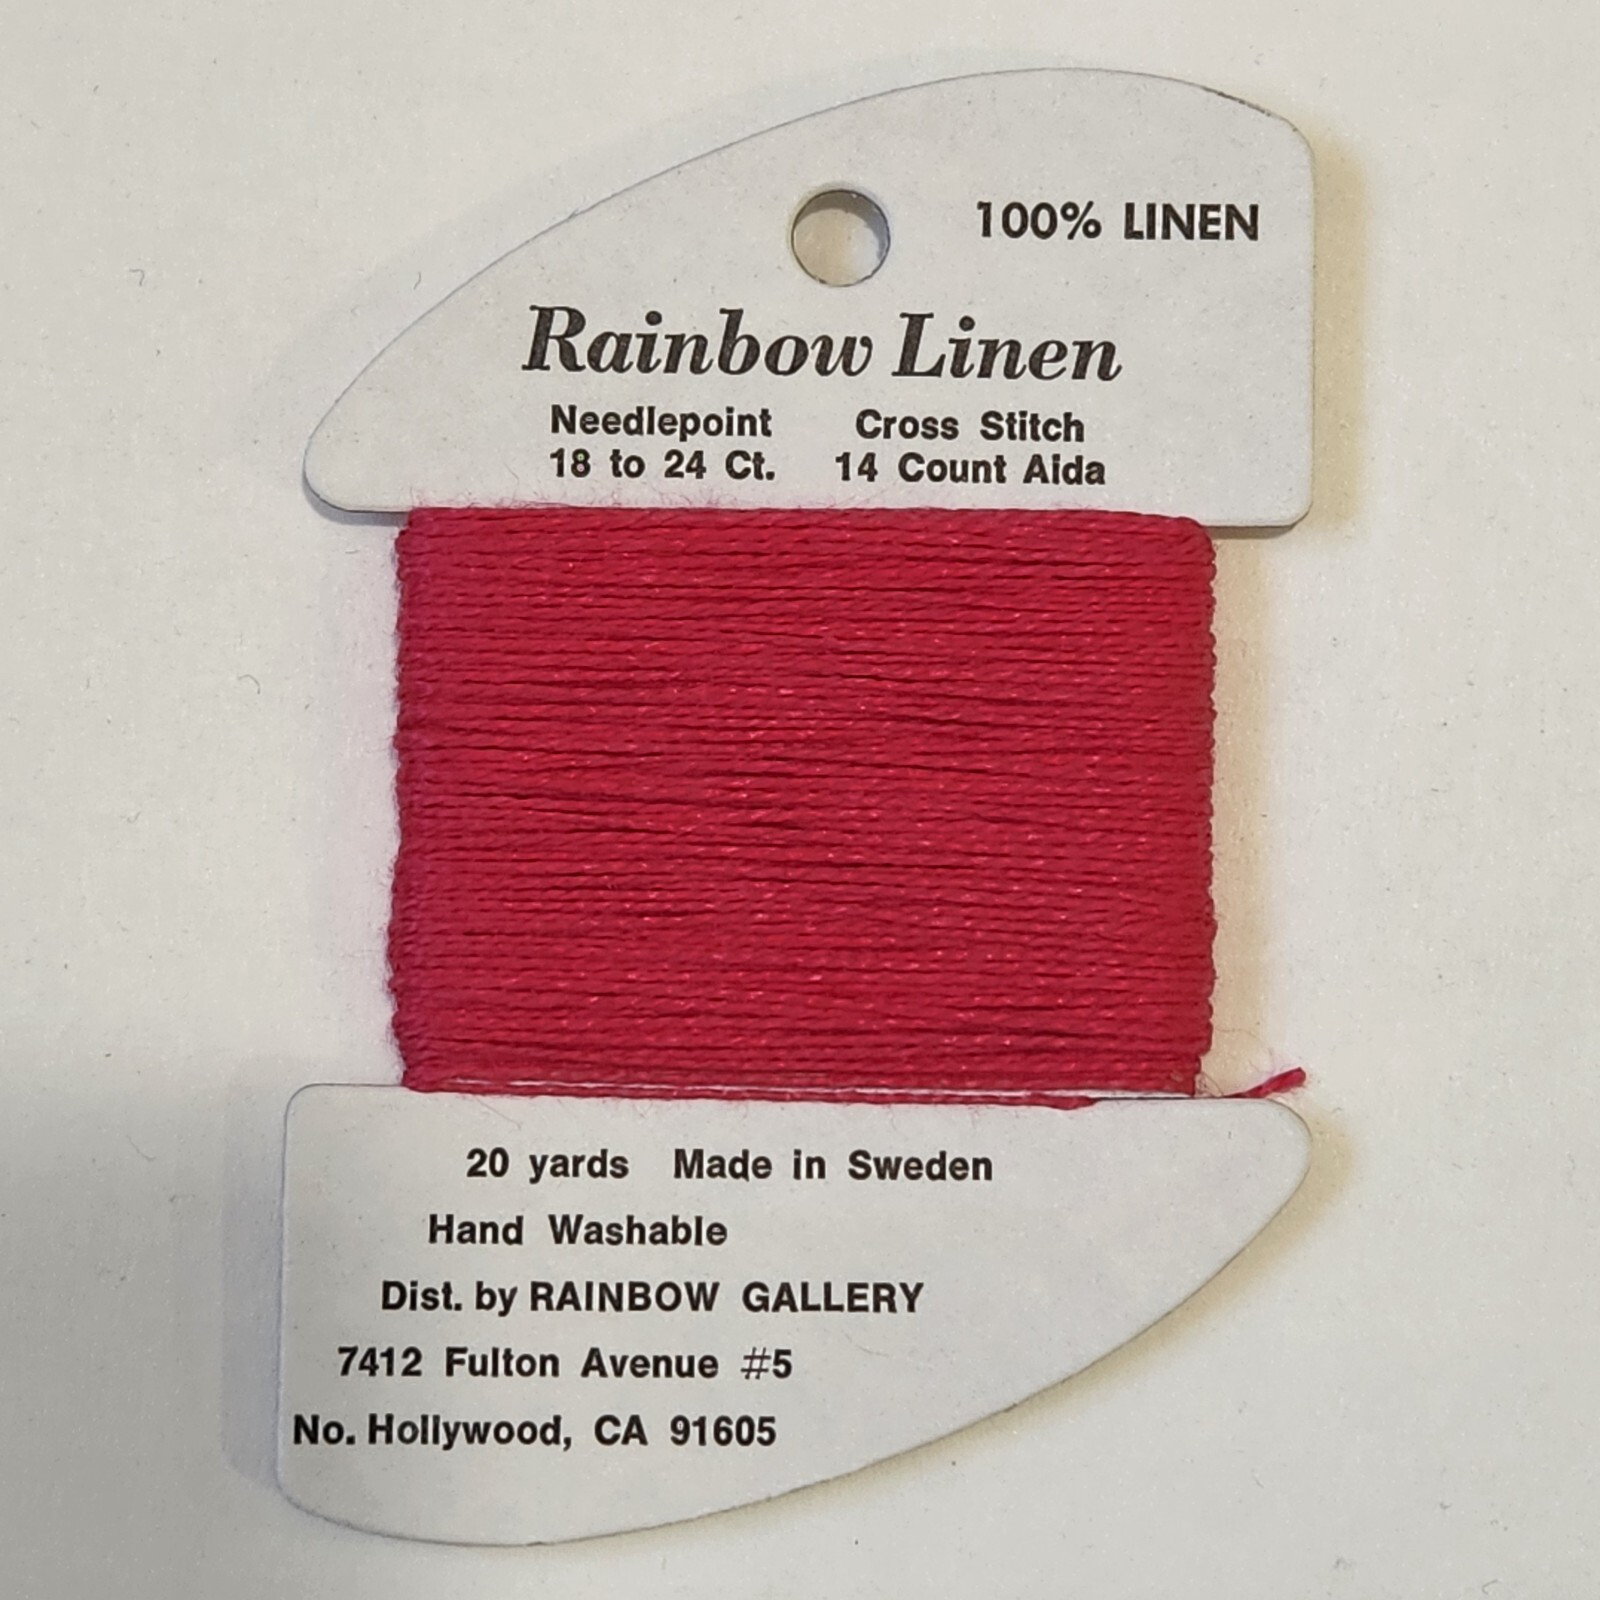 100% LINEN
Rainbow Linen
Needlepoint Cross Stitch
18 to 24 Ct. 14 Count Aida
20 yards Made in Sweden
Hand Washable
Dist. by RAINBOW GALLERY
7412 Fulton Avenue #5
No. Hollywood, CA 91605